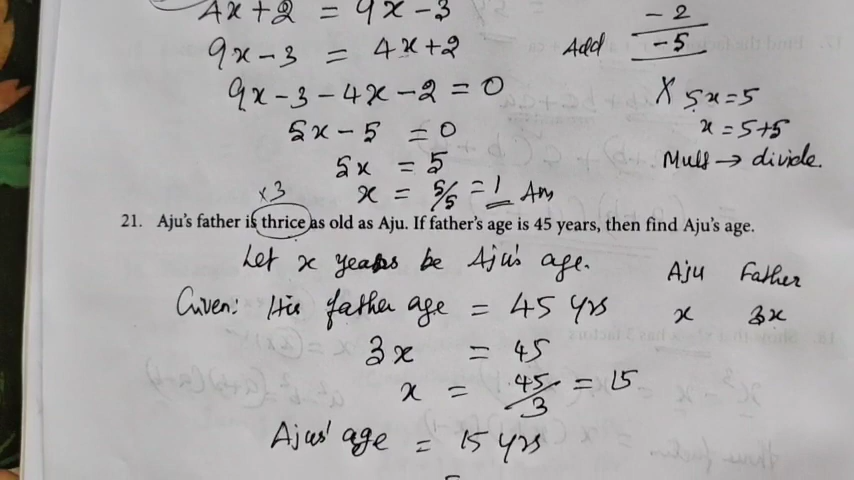 4x + 2 = 9x - 3
9x - 3 = 4x + 2
9x - 3 - 4x - 2 = 0
5x - 5 = 0
5x = 5
x = 5/5 = 1 Ans
-2
Add -5
X 5x = 5
x = 5 + 5
Mull → divide.
x3
21. Aju's father is thrice as old as Aju. If father's age is 45 years, then find Aju's age.
Let x years be Aju's age.
Aju Father
x 3x
Given: His father age = 45 yrs
3x = 45
x = 45/3 = 15
Ajus' age = 15 yrs